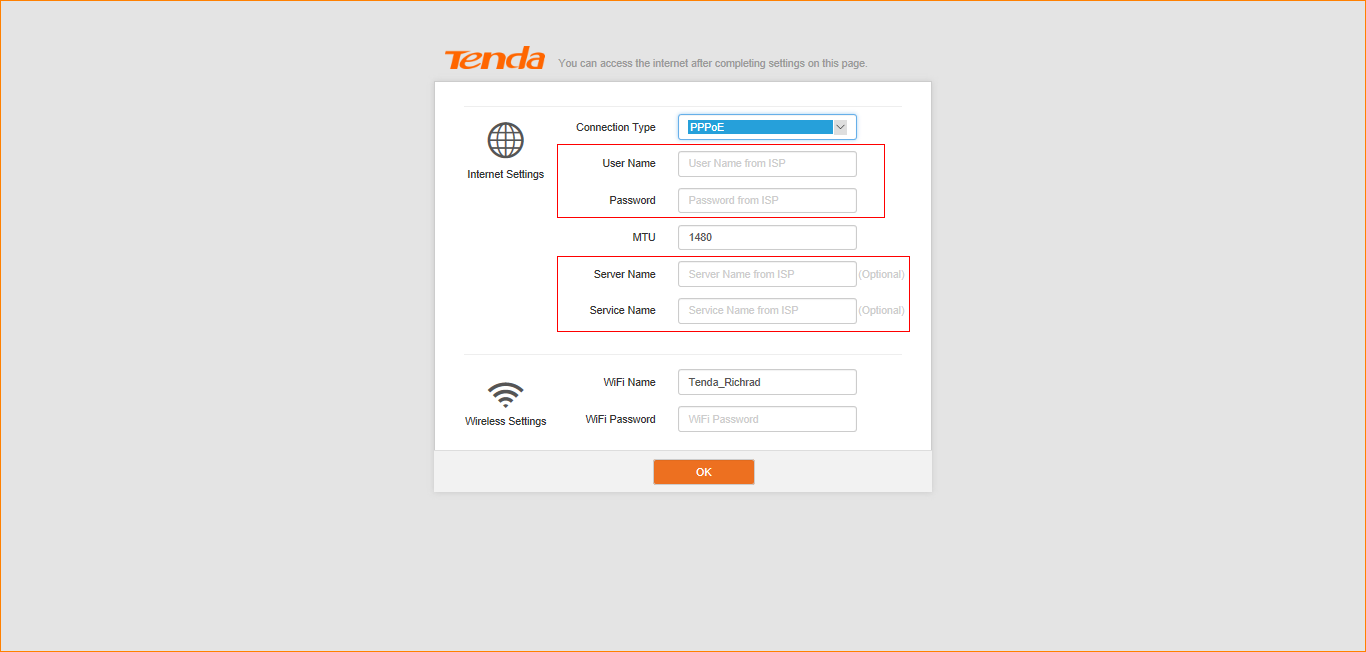 Tenda You can access the internet after completing settings on this page.
Connection Type PPPoE
User Name User Name from ISP
Internet Settings
Password Password from ISP
MTU 1480
Server Name Server Name from ISP (Optional)
Service Name Service Name from ISP (Optional)
WiFi Name Tenda_Richrad
Wireless Settings
WiFi Password WiFi Password
OK